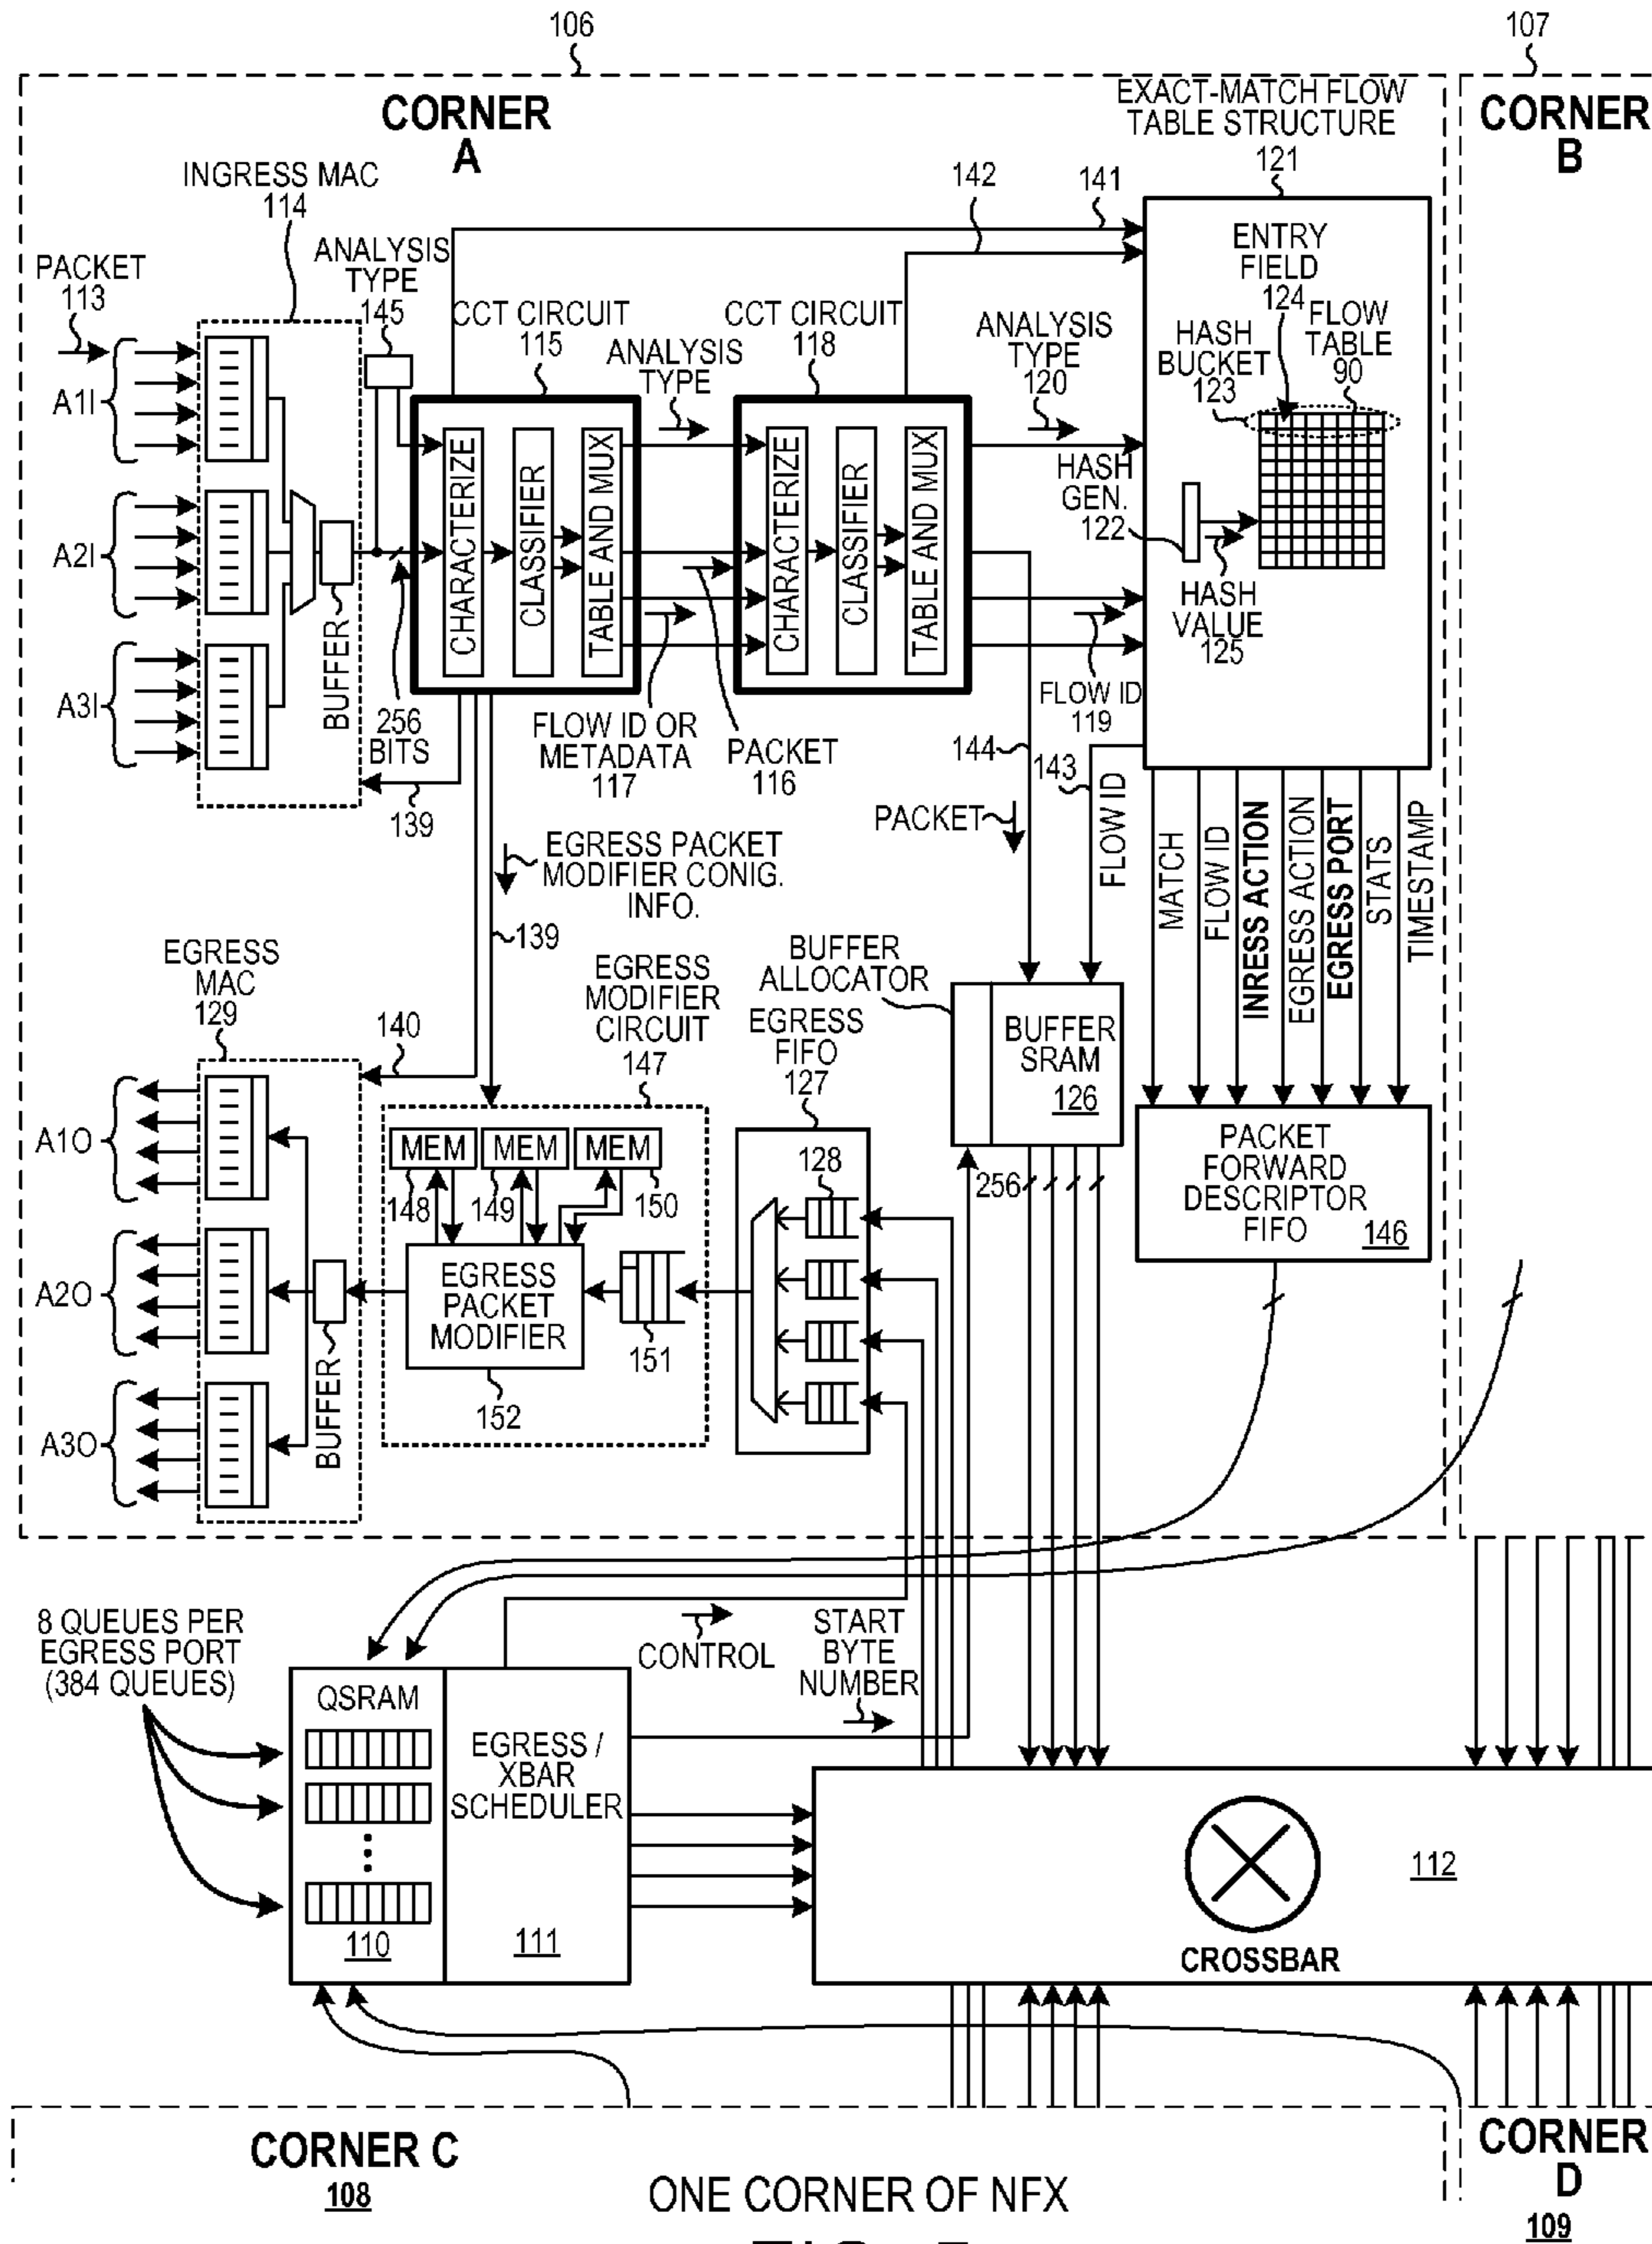 106
107
CORNER
A
EXACT-MATCH FLOW
TABLE STRUCTURE
121
CORNER
B
INGRESS MAC
114
142
141
PACKET
113
ANALYSIS
TYPE
145
CCT CIRCUIT
115
ANALYSIS
TYPE
CCT CIRCUIT
118
ANALYSIS
TYPE
120
ENTRY
FIELD
124
FLOW
TABLE
90
HASH
BUCKET
123
A1I
A2I
A3I
BUFFER
256
BITS
CHARACTERIZE
CLASSIFIER
TABLE AND MUX
CHARACTERIZE
CLASSIFIER
TABLE AND MUX
HASH
GEN.
122
HASH
VALUE
125
FLOW ID
119
FLOW ID OR
METADATA
117
PACKET
116
139
144
143
PACKET
FLOW ID
MATCH
FLOW ID
INRESS ACTION
EGRESS ACTION
EGRESS PORT
STATS
TIMESTAMP
EGRESS PACKET
MODIFIER CONIG.
INFO.
139
EGRESS
MAC
129
140
EGRESS
MODIFIER
CIRCUIT
147
BUFFER
ALLOCATOR
EGRESS
FIFO
127
BUFFER
SRAM
126
A1O
A2O
A3O
BUFFER
MEM
MEM
MEM
148
149
150
128
256
PACKET
FORWARD
DESCRIPTOR
FIFO
146
EGRESS
PACKET
MODIFIER
151
152
8 QUEUES PER
EGRESS PORT
(384 QUEUES)
CONTROL
START
BYTE
NUMBER
QSRAM
110
EGRESS /
XBAR
SCHEDULER
111
112
CROSSBAR
CORNER C
108
ONE CORNER OF NFX
CORNER
D
109